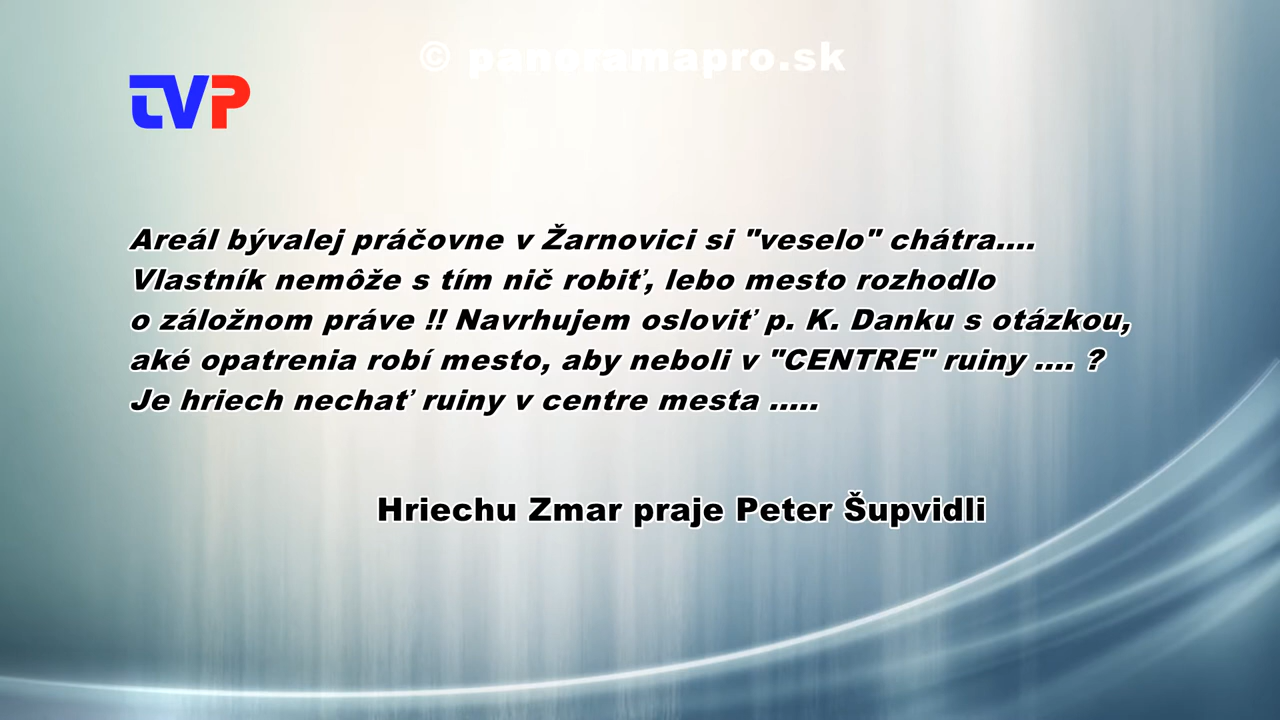 © panoramapro.sk
TVP
Areál bývalej práčovne v Žarnovici si "veselo" chátra....
Vlastník nemôže s tím nič robiť, lebo mesto rozhodlo
o záložnom práve !! Navrhujem osloviť p. K. Danku s otázkou,
aké opatrenia robí mesto, aby neboli v "CENTRE" ruiny .... ?
Je hriech nechať ruiny v centre mesta .....
Hriechu Zmar praje Peter Šupvidli